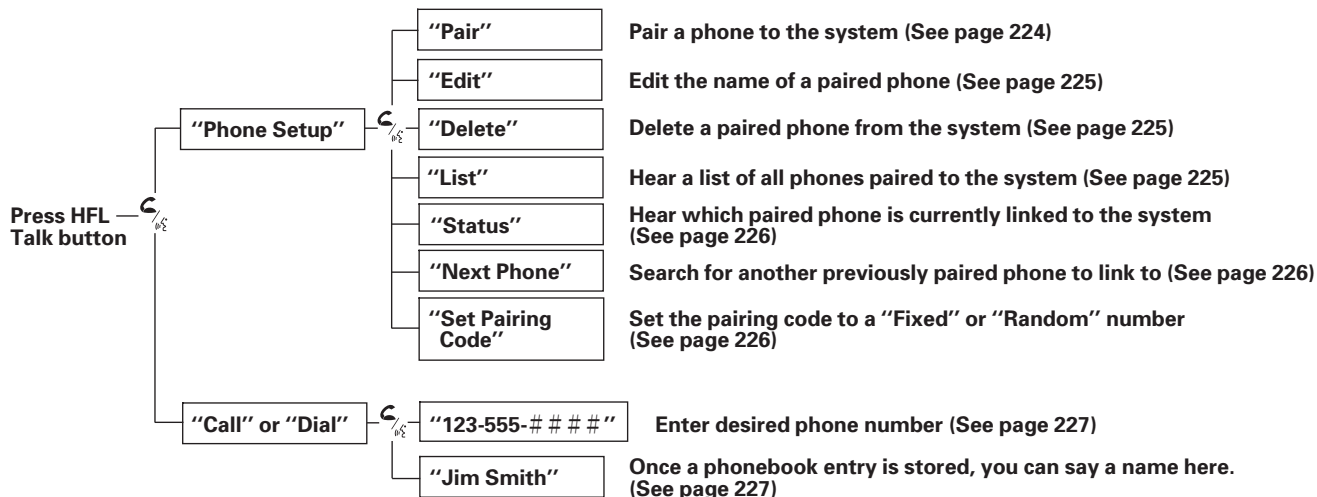 "Pair" Pair a phone to the system (See page 224)
"Edit" Edit the name of a paired phone (See page 225)
"Phone Setup" "Delete" Delete a paired phone from the system (See page 225)
"List" Hear a list of all phones paired to the system (See page 225)
Press HFL
Talk button
"Status" Hear which paired phone is currently linked to the system
(See page 226)
"Next Phone" Search for another previously paired phone to link to (See page 226)
"Set Pairing
Code"
Set the pairing code to a "Fixed" or "Random" number
(See page 226)
"Call" or "Dial" "123-555-####" Enter desired phone number (See page 227)
"Jim Smith" Once a phonebook entry is stored, you can say a name here.
(See page 227)